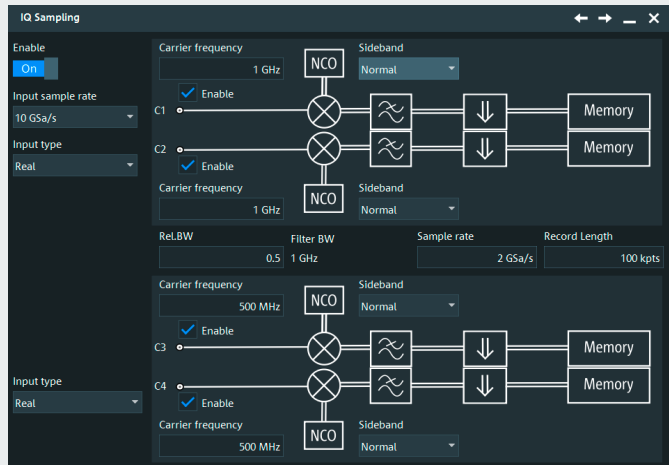 IQ Sampling
Enable
On
Input sample rate
10 GSa/s
Input type
Real
Carrier frequency
1 GHz
NCO
Sideband
Normal
Enable
C1
Memory
C2
Memory
Enable
Carrier frequency
1 GHz
NCO
Sideband
Normal
Rel.BW
0.5
Filter BW
1 GHz
Sample rate
2 GSa/s
Record Length
100 kpts
Carrier frequency
500 MHz
NCO
Sideband
Normal
Enable
C3
Memory
C4
Memory
Enable
Input type
Real
Carrier frequency
500 MHz
NCO
Sideband
Normal